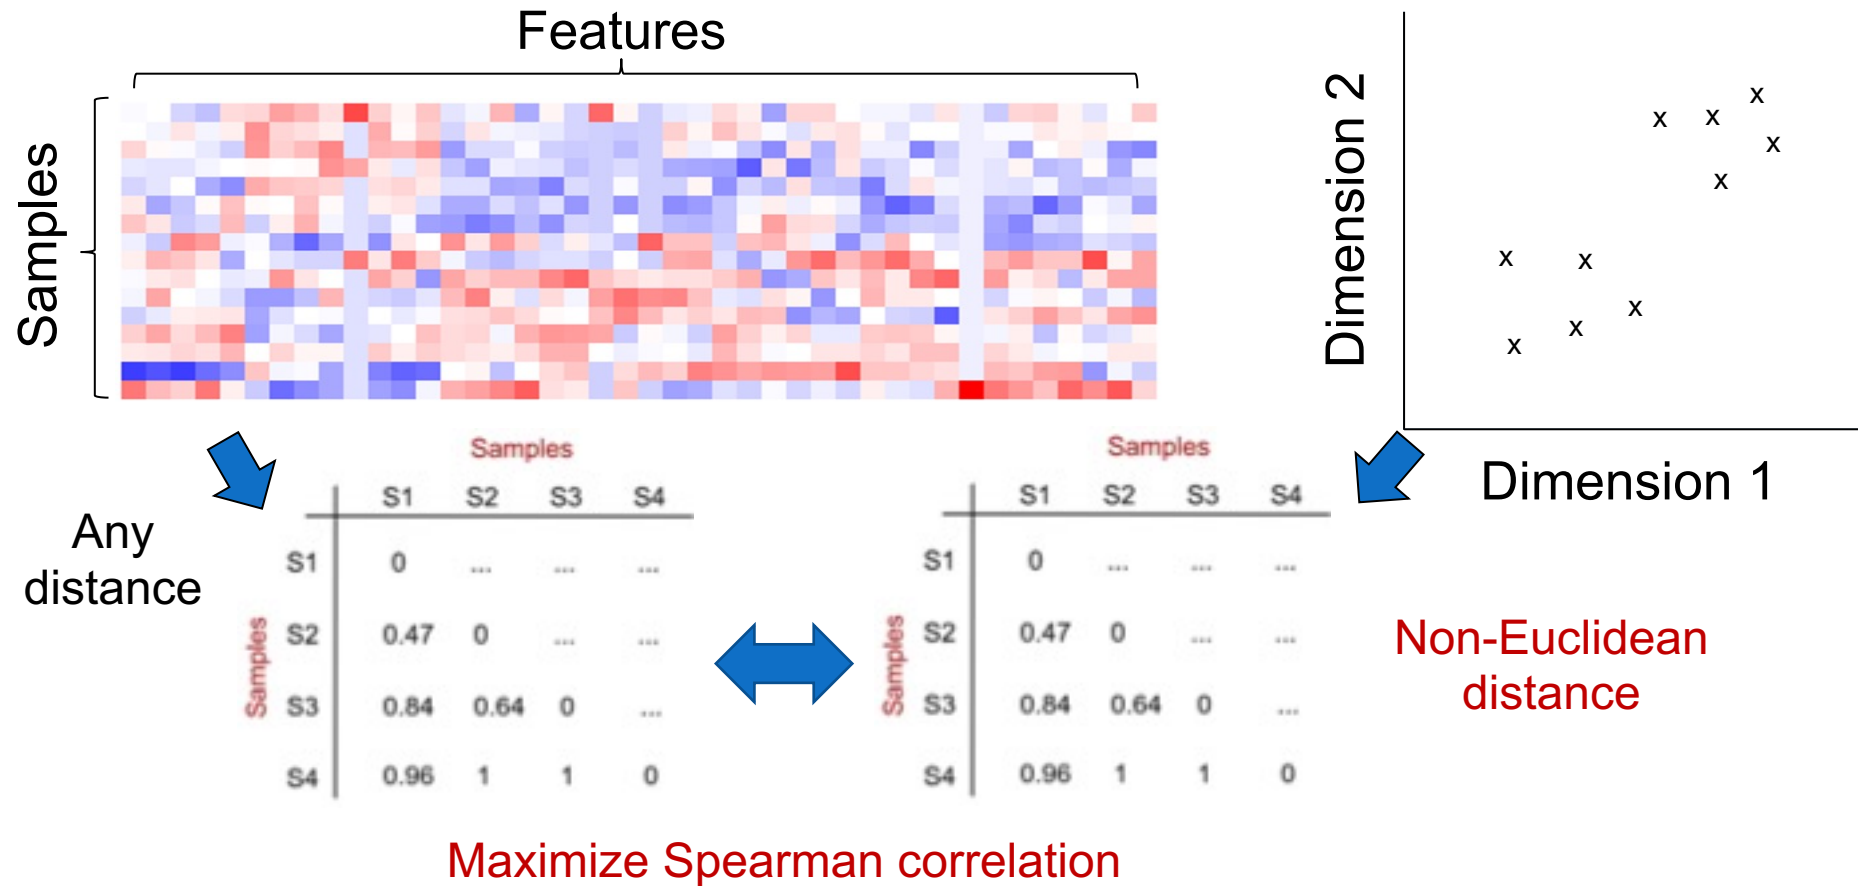 Features
Samples
Dimension 2
x x x x x x x x x x
Dimension 1
Any
distance
Samples
S1 S2 S3 S4
Samples
S1 0 ... ... ...
S2 0.47 0 ... ...
S3 0.84 0.64 0 ...
S4 0.96 1 1 0
Samples
S1 S2 S3 S4
Samples
S1 0 ... ... ...
S2 0.47 0 ... ...
S3 0.84 0.64 0 ...
S4 0.96 1 1 0
Non-Euclidean
distance
Maximize Spearman correlation